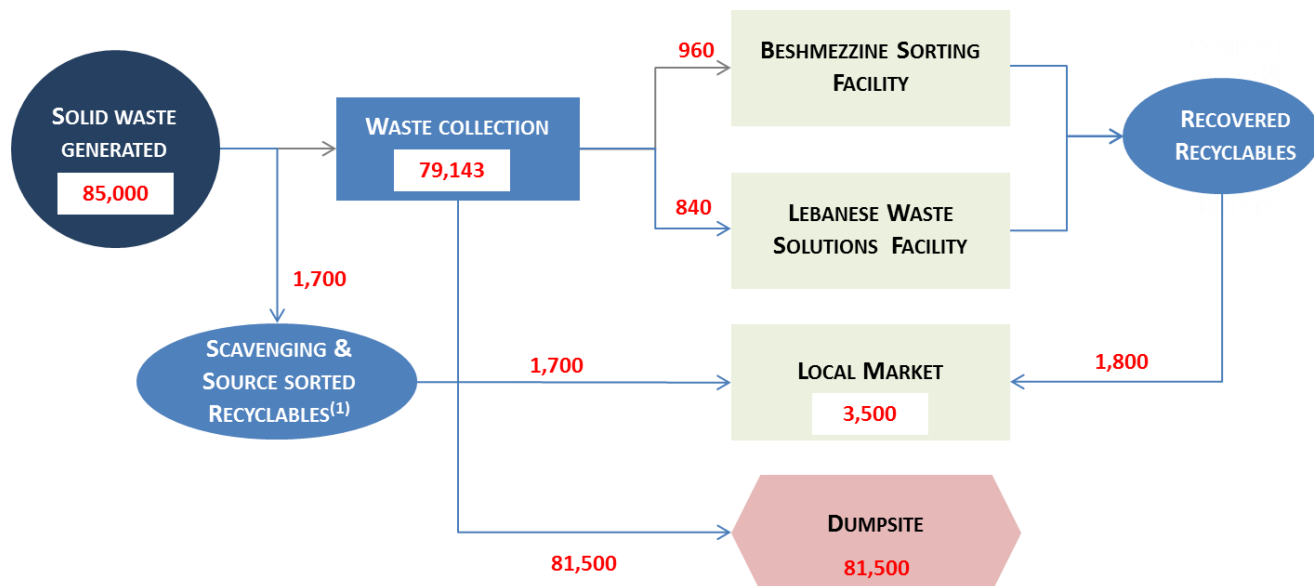 SOLID WASTE
GENERATED
85,000
WASTE COLLECTION
79,143
960
840
BESHMEZZINE SORTING
FACILITY
LEBANESE WASTE
SOLUTIONS FACILITY
RECOVERED
RECYCLABLES
1,700
SCAVENGING &
SOURCE SORTED
RECYCLABLES(1)
1,700
LOCAL MARKET
3,500
1,800
81,500
DUMPSITE
81,500